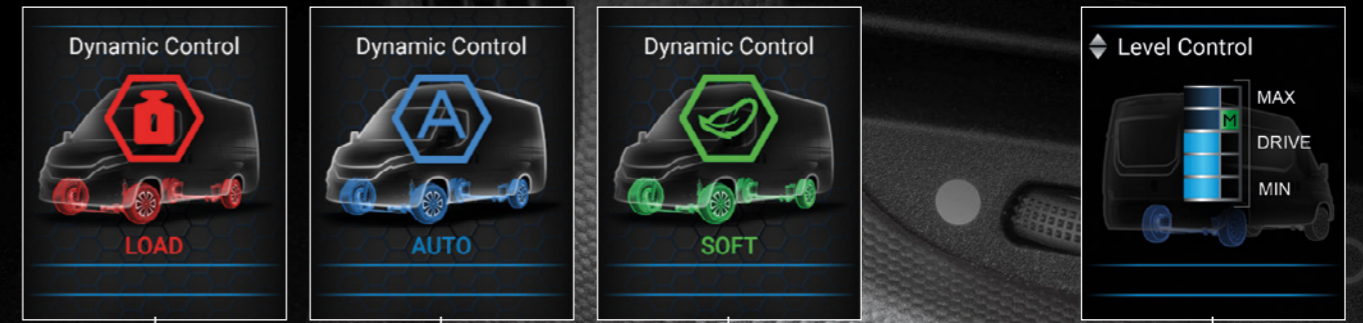 Dynamic Control
A
LOAD
Dynamic Control
AUTO
Dynamic Control
SOFT
Level Control
MAX
M
DRIVE
MIN